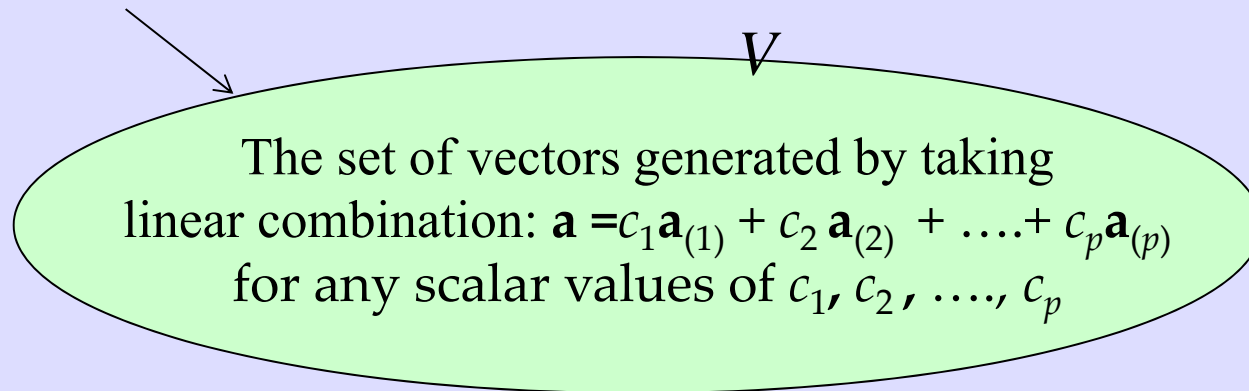 V
The set of vectors generated by taking
linear combination: a =c₁a₍₁₎ + c₂ a₍₂₎ + ….+ cₚa₍ₚ₎
for any scalar values of c₁, c₂ , …., cₚ